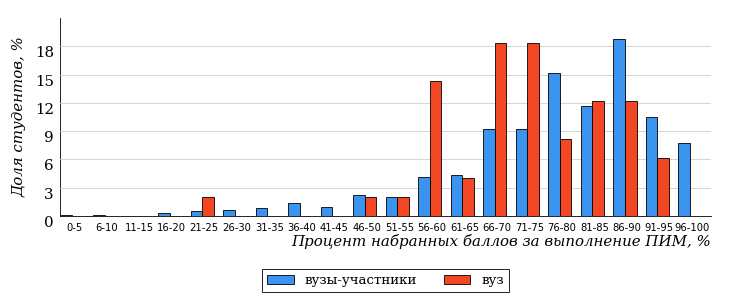 Доля студентов, %
18
15
12
9
6
3
0
0-5 6-10 11-15 16-20 21-25 26-30 31-35 36-40 41-45 46-50 51-55 56-60 61-65 66-70 71-75 76-80 81-85 86-90 91-95 96-100
Процент набранных баллов за выполнение ПИМ, %
вузы-участники вуз